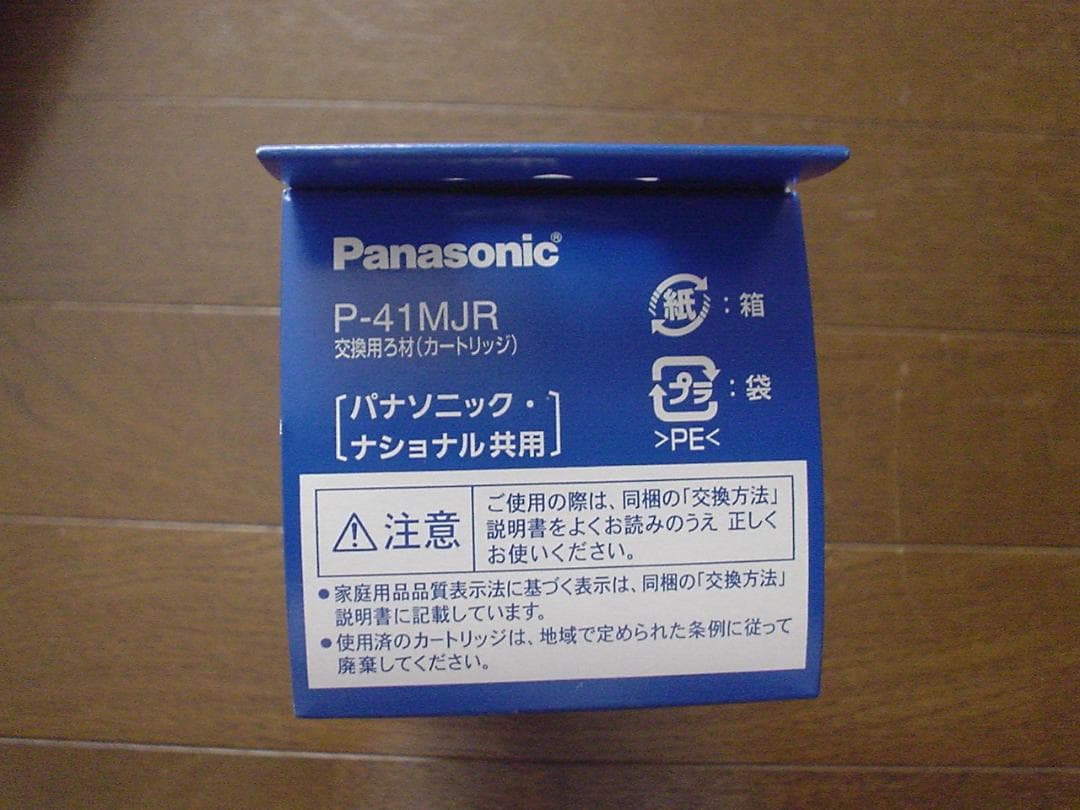 Panasonic®
P-41MJR
交換用ろ材(カートリッジ)
パナソニック・
ナショナル共用
紙:箱
プラ:袋
>PE<
注意
ご使用の際は、同梱の「交換方法」
説明書をよくお読みのうえ 正しく
お使いください。
●家庭用品品質表示法に基づく表示は、同梱の「交換方法」
説明書に記載しています。
●使用済のカートリッジは、地域で定められた条例に従って
廃棄してください。